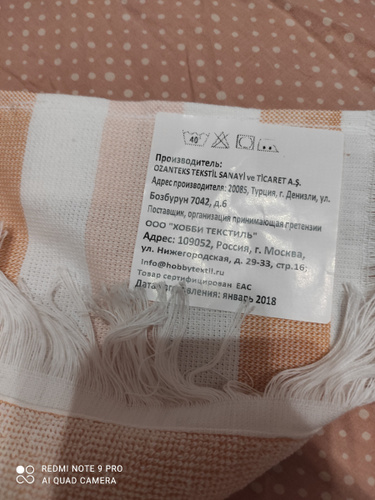 40
Производитель:
OZANTEKS TEKSTİL SANAYİ ve TİCARET A.Ş.
Адрес производителя: 20085, Турция, г. Денизли, ул.
Бозбурун 7042, д.6
Поставщик, организация принимающая претензии
ООО "ХОББИ ТЕКСТИЛЬ"
Адрес: 109052, Россия, г. Москва,
ул. Нижегородская, д. 29-33, стр.16;
Info@hobbytextil.ru
Товар сертифицирован EAC
Дата изготовления: январь 2018
REDMI NOTE 9 PRO
AI QUAD CAMERA